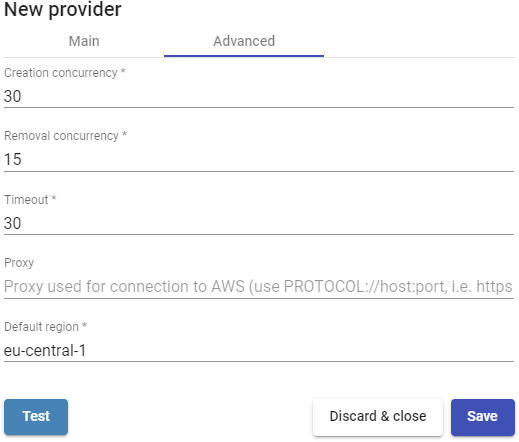 New provider
Main Advanced
Creation concurrency *
30
Removal concurrency *
15
Timeout *
30
Proxy
Proxy used for connection to AWS (use PROTOCOL://host:port, i.e. https
Default region *
eu-central-1
Test Discard & close Save